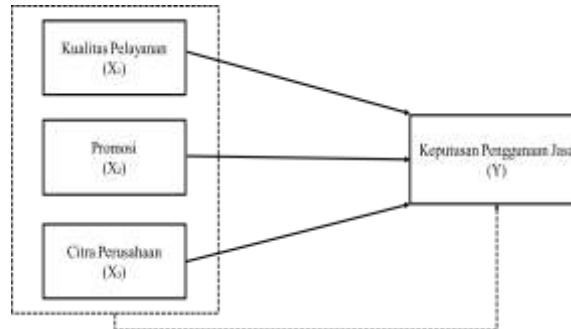 Kualitas Pelayanan
(X₁)
Promosi
(X₂)
Citra Perusahaan
(X₃)
Keputusan Penggunaan Jasa
(Y)